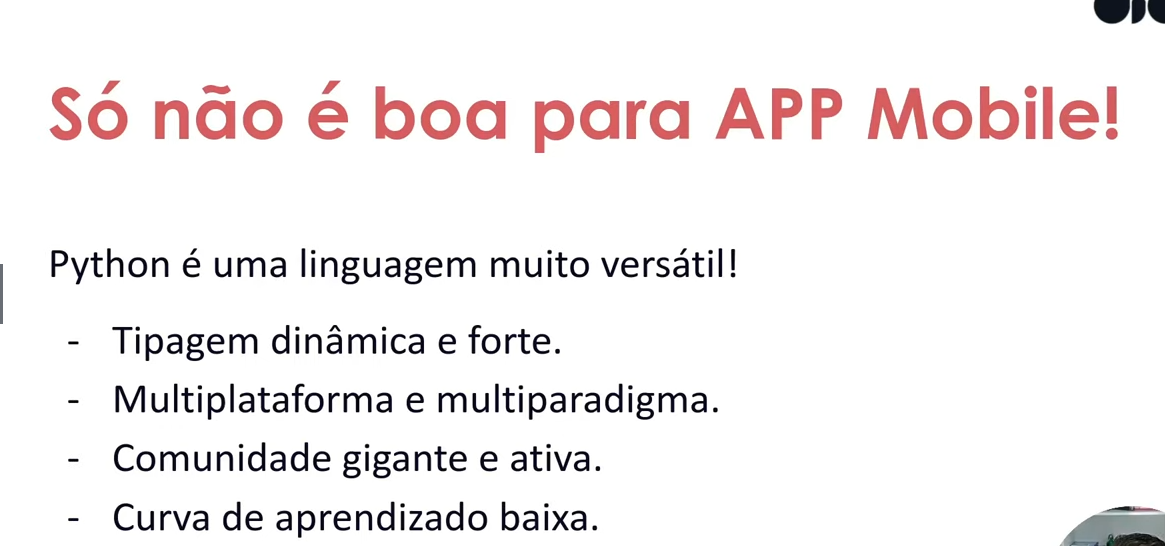 Só não é boa para APP Mobile!
Python é uma linguagem muito versátil!
- Tipagem dinâmica e forte.
- Multiplataforma e multiparadigma.
- Comunidade gigante e ativa.
- Curva de aprendizado baixa.